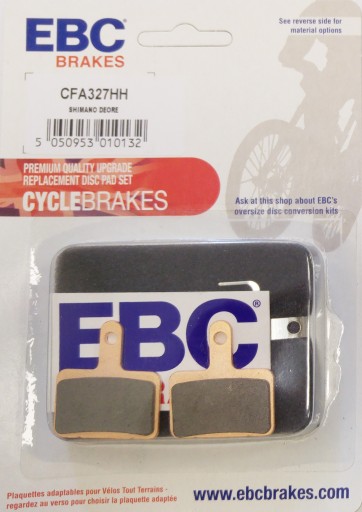 EBC
BRAKES
See reverse side for
material options
CFA327HH
SHIMANO DEORE
5 050953 010132
PREMIUM QUALITY UPGRADE
REPLACEMENT DISC PAD SET
CYCLEBRAKES
Ask at this shop about EBC's
oversize disc conversion kits
EBC®
BRAKES
Plaquettes adaptables pour Vélos Tout Terrains -
regardez au verso pour choisir la plaquette adaptée
www.ebcbrakes.com